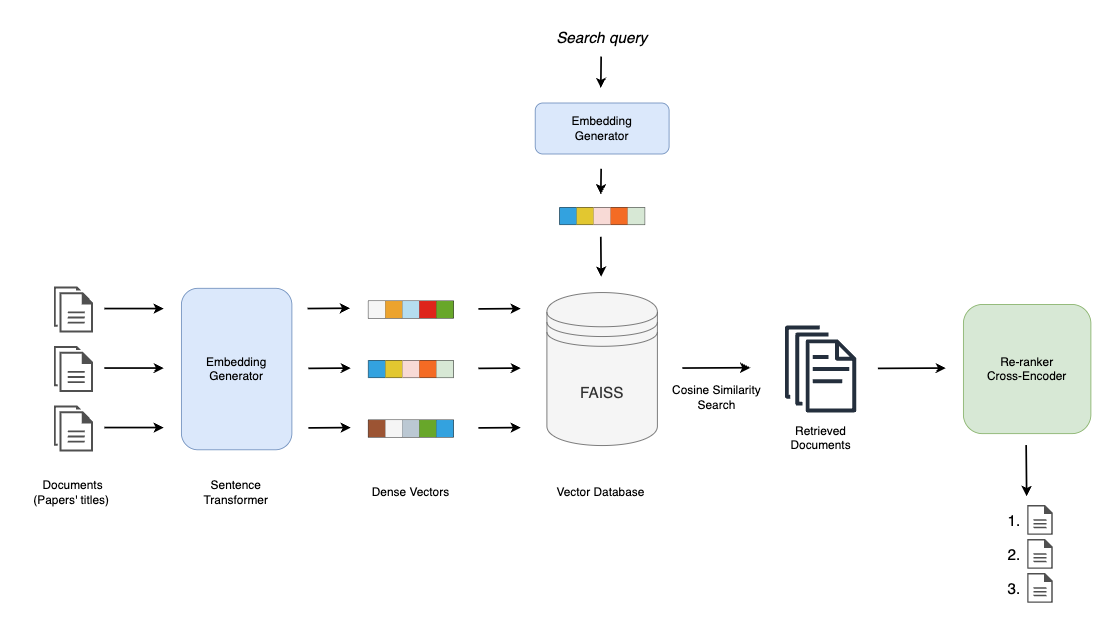 Search query
Embedding
Generator
Embedding
Generator
FAISS
Cosine Similarity
Search
Re-ranker
Cross-Encoder
Retrieved
Documents
Documents
(Papers' titles)
Sentence
Transformer
Dense Vectors
Vector Database
1.
2.
3.